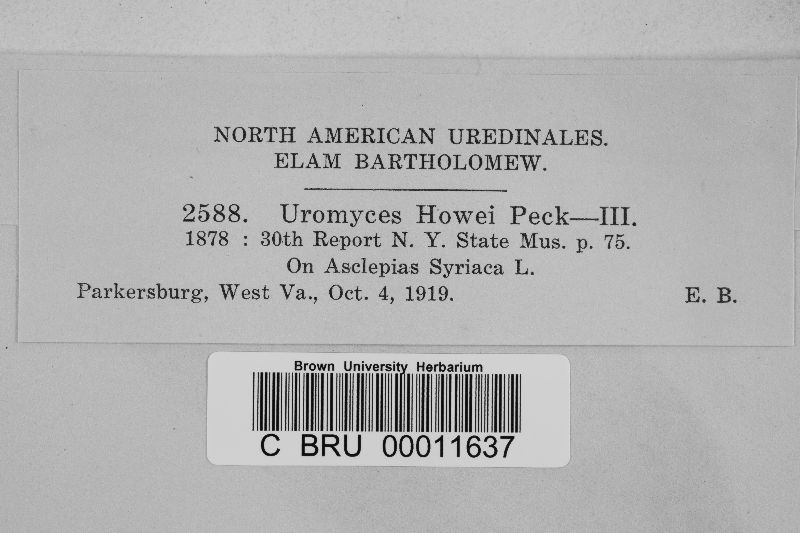 NORTH AMERICAN UREDINALES.
ELAM BARTHOLOMEW.
2588. Uromyces Howei Peck—III.
1878 : 30th Report N. Y. State Mus. p. 75.
On Asclepias Syriaca L.
Parkersburg, West Va., Oct. 4, 1919. E. B.
Brown University Herbarium
C BRU 00011637